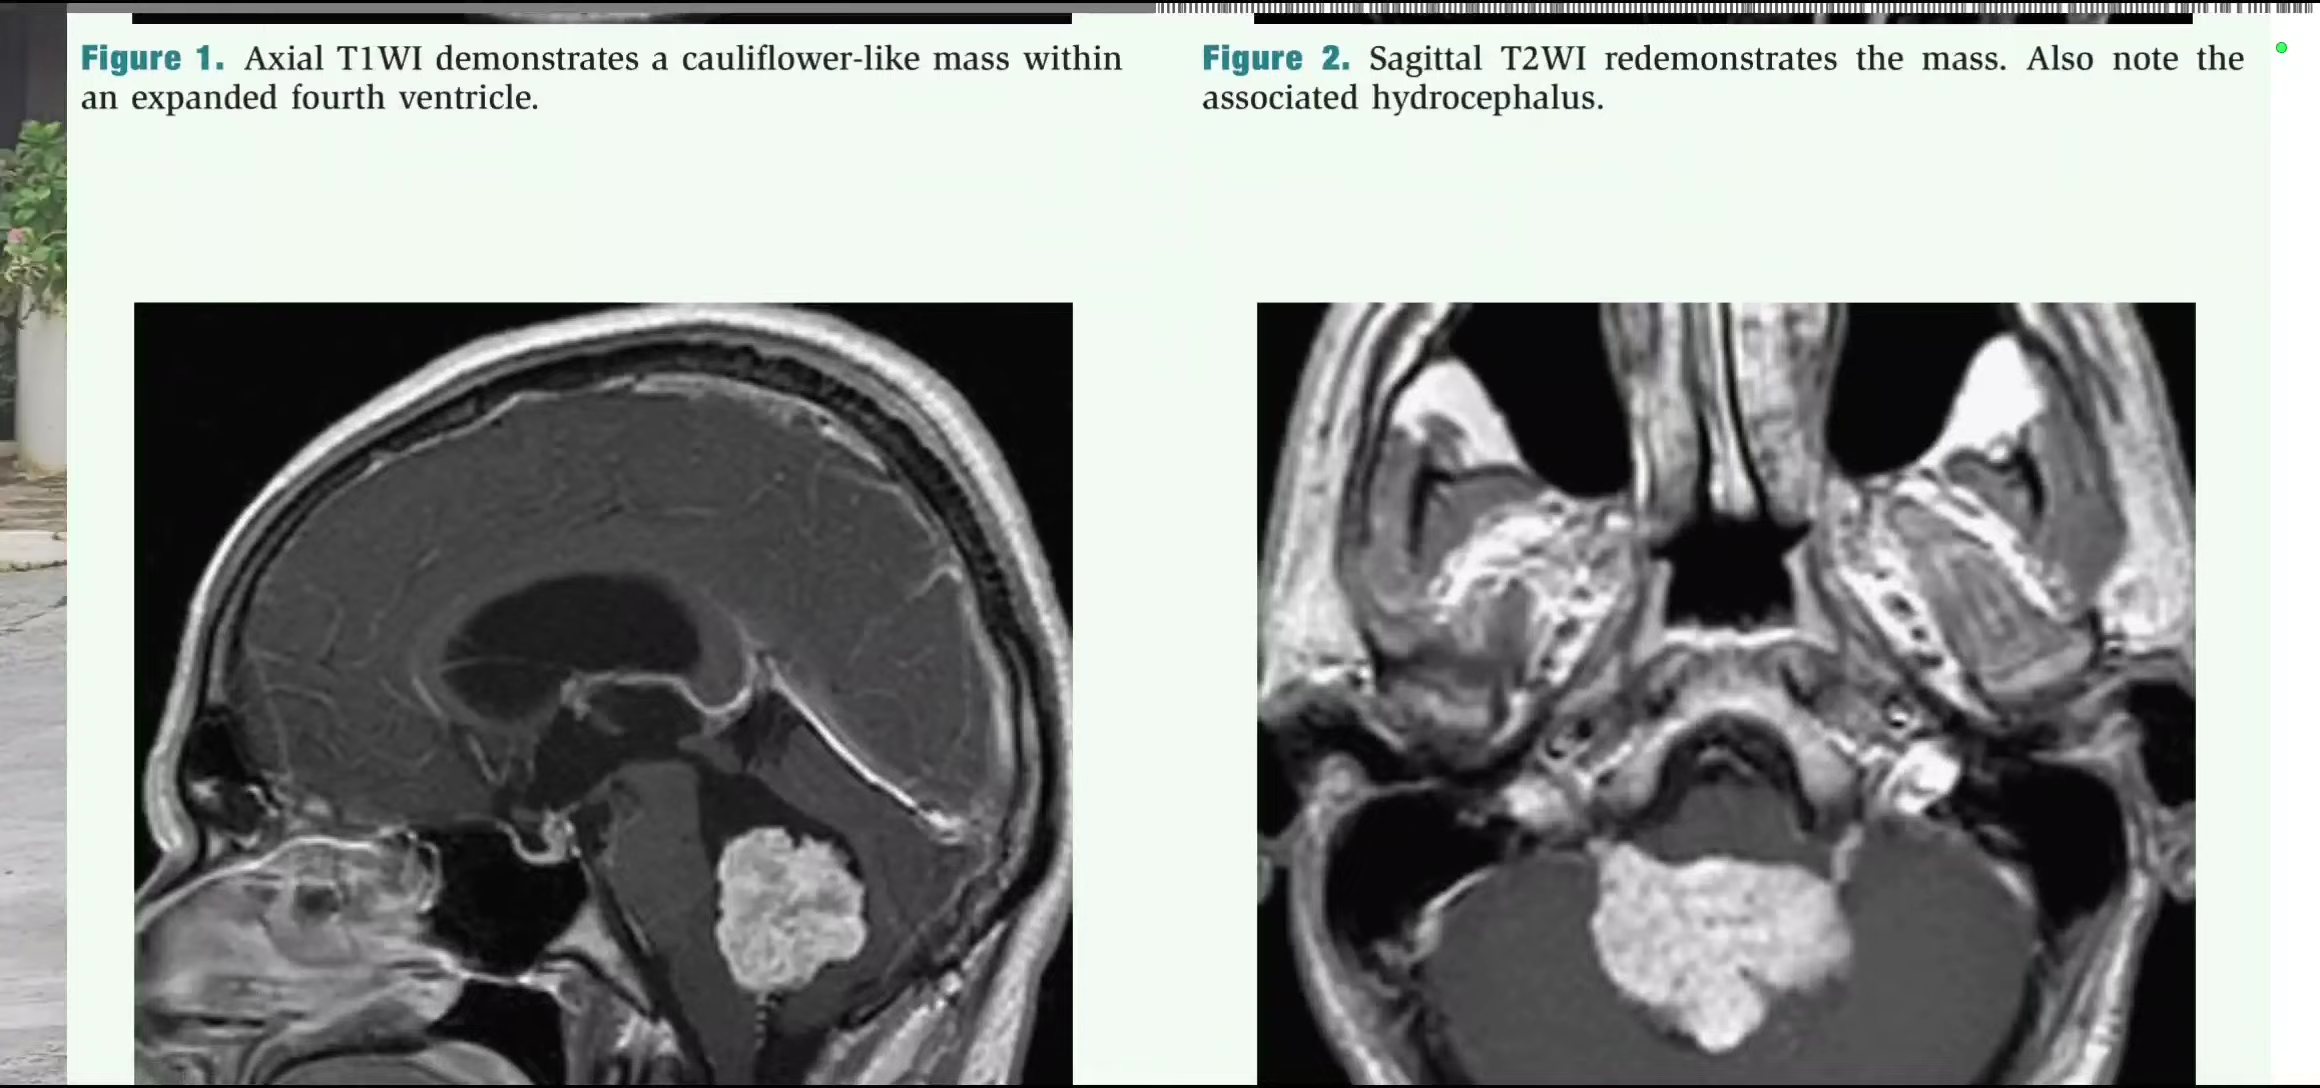 Figure 1. Axial T1WI demonstrates a cauliflower-like mass within
an expanded fourth ventricle.
Figure 2. Sagittal T2WI redemonstrates the mass. Also note the
associated hydrocephalus.